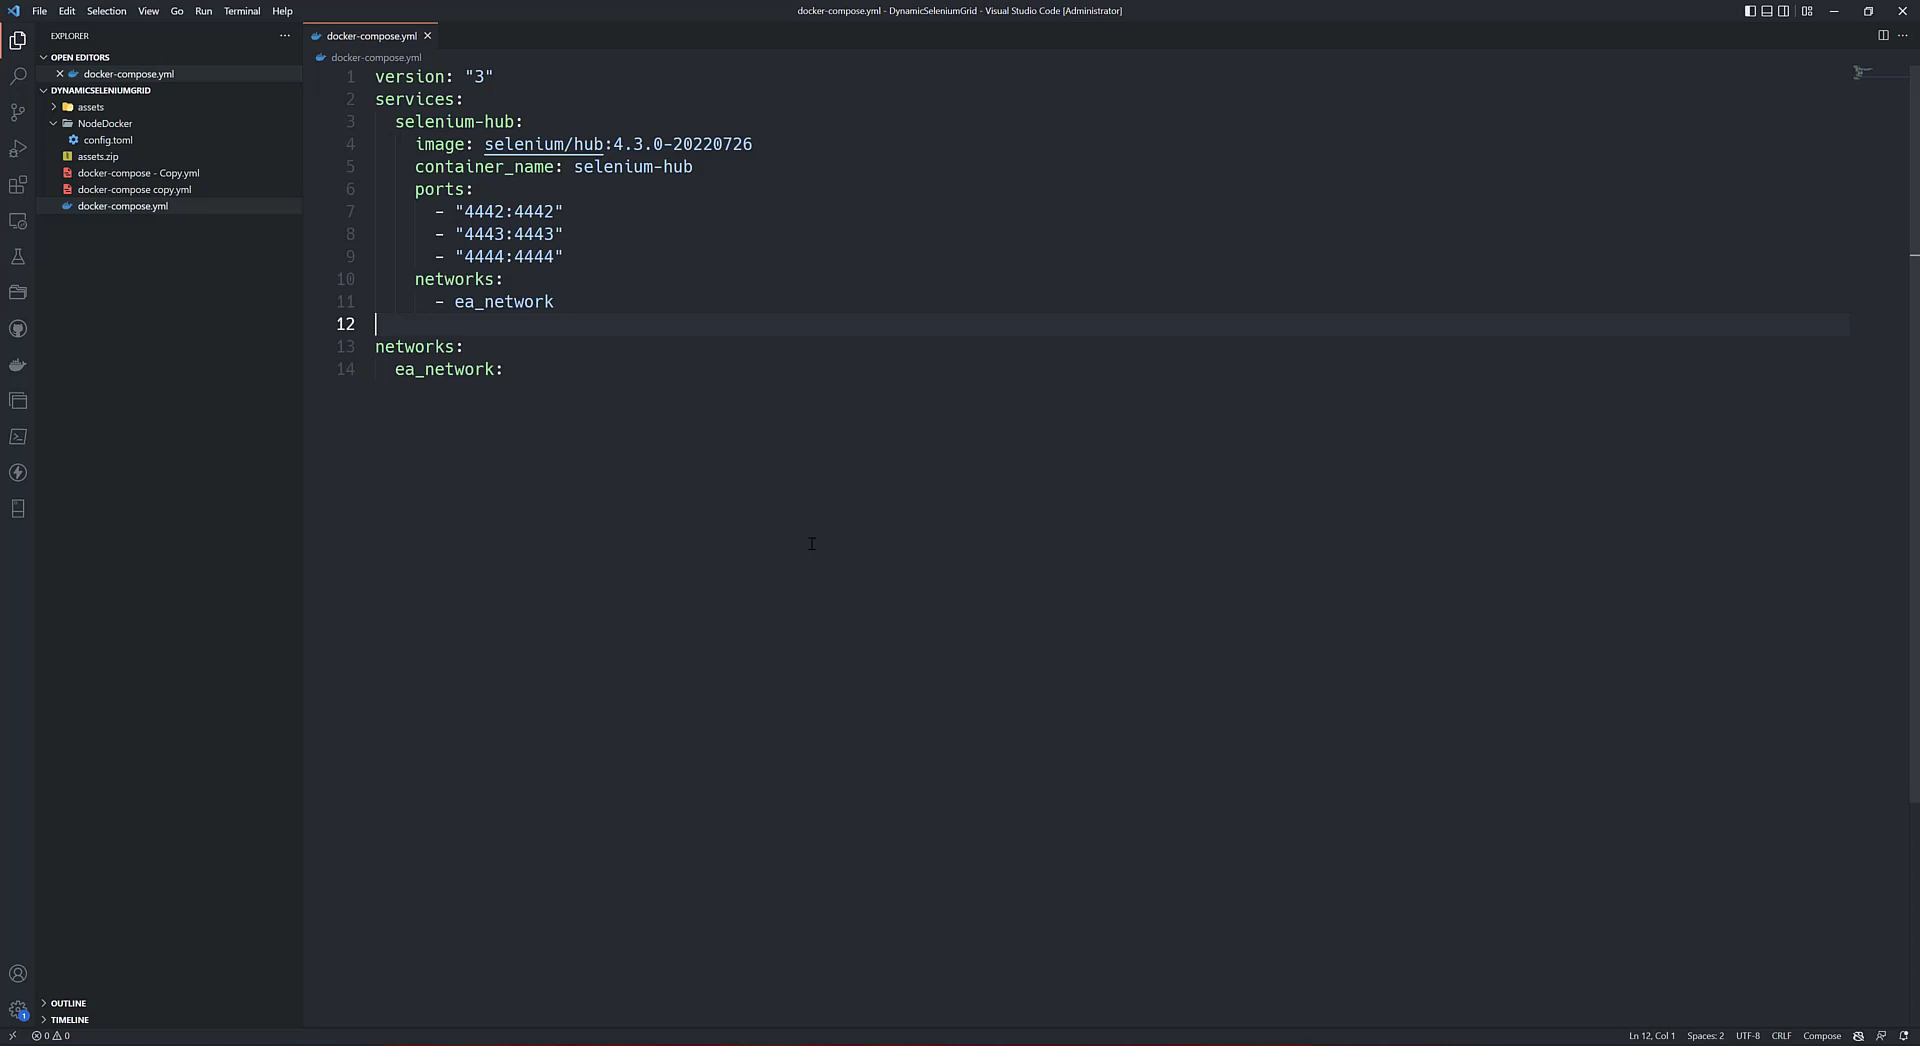 File Edit Selection View Go Run Terminal Help
docker-compose.yml - DynamicSeleniumGrid - Visual Studio Code [Administrator]
EXPLORER
OPEN EDITORS
docker-compose.yml
DYNAMICSELENIUMGRID
assets
NodeDocker
config.toml
assets.zip
docker-compose - Copy.yml
docker-compose copy.yml
docker-compose.yml
OUTLINE
TIMELINE
docker-compose.yml
docker-compose.yml
1 version: "3"
2 services:
3 selenium-hub:
4 image: selenium/hub:4.3.0-20220726
5 container_name: selenium-hub
6 ports:
7 - "4442:4442"
8 - "4443:4443"
9 - "4444:4444"
10 networks:
11 - ea_network
12
13 networks:
14 ea_network:
1
0 0
Ln 12, Col 1 Spaces: 2 UTF-8 CRLF Compose